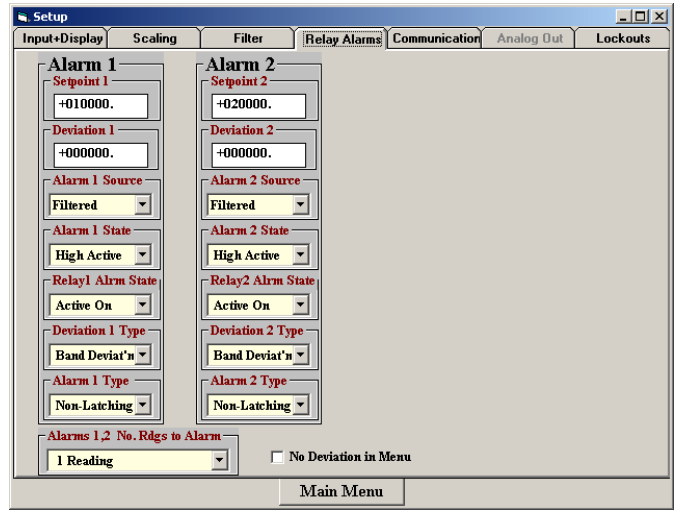 Setup
Input+Display Scaling Filter Relay Alarms Communication Analog Out Lockouts
Alarm 1 Alarm 2
Setpoint 1 Setpoint 2
+010000. +020000.
Deviation 1 Deviation 2
+000000. +000000.
Alarm 1 Source Alarm 2 Source
Filtered Filtered
Alarm 1 State Alarm 2 State
High Active High Active
Relay1 Alrm State Relay2 Alrm State
Active On Active On
Deviation 1 Type Deviation 2 Type
Band Deviat'n Band Deviat'n
Alarm 1 Type Alarm 2 Type
Non-Latching Non-Latching
Alarms 1,2 No. Rdgs to Alarm
1 Reading No Deviation in Menu
Main Menu